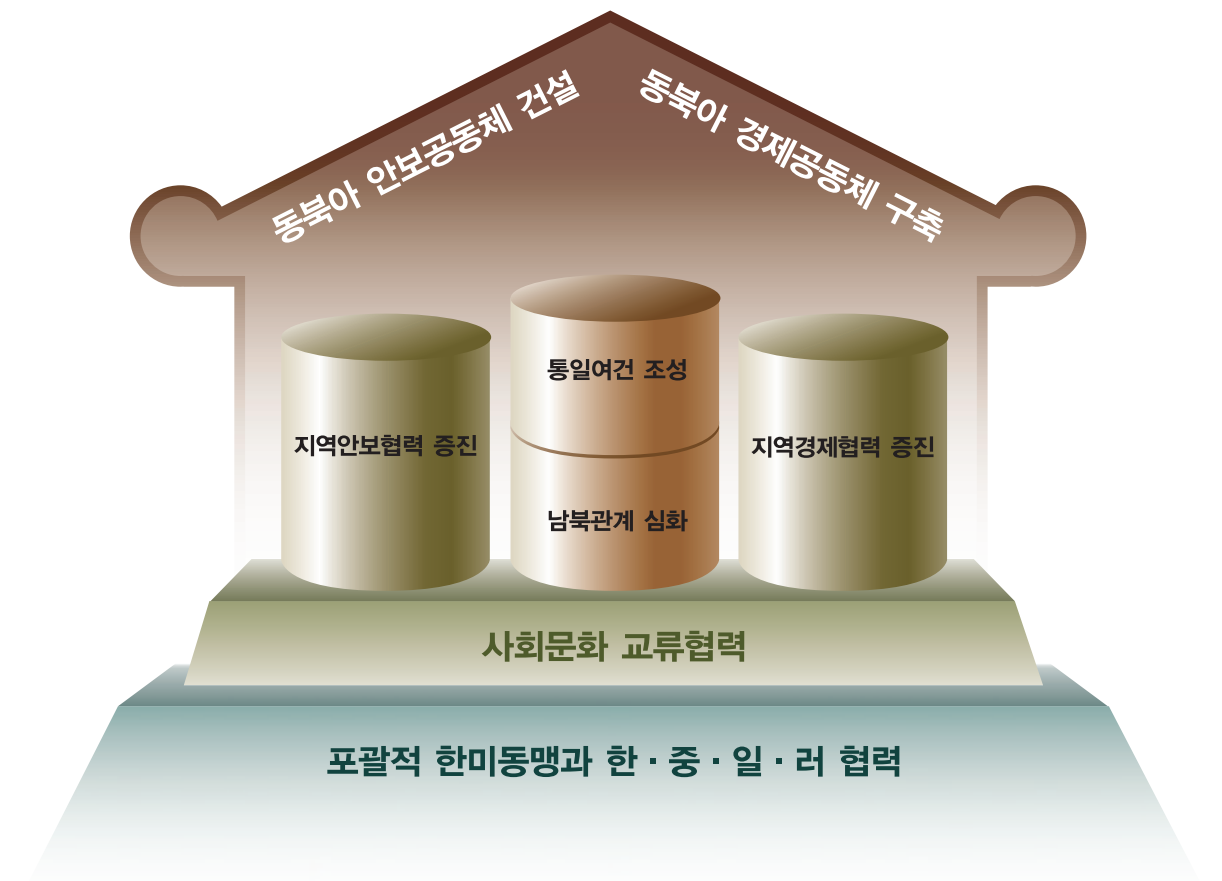 동북아 안보공동체 건설
동북아 경제공동체 구축
통일여건 조성
지역안보협력 증진
지역경제협력 증진
남북관계 심화
사회문화 교류협력
포괄적 한미동맹과 한·중·일·러 협력